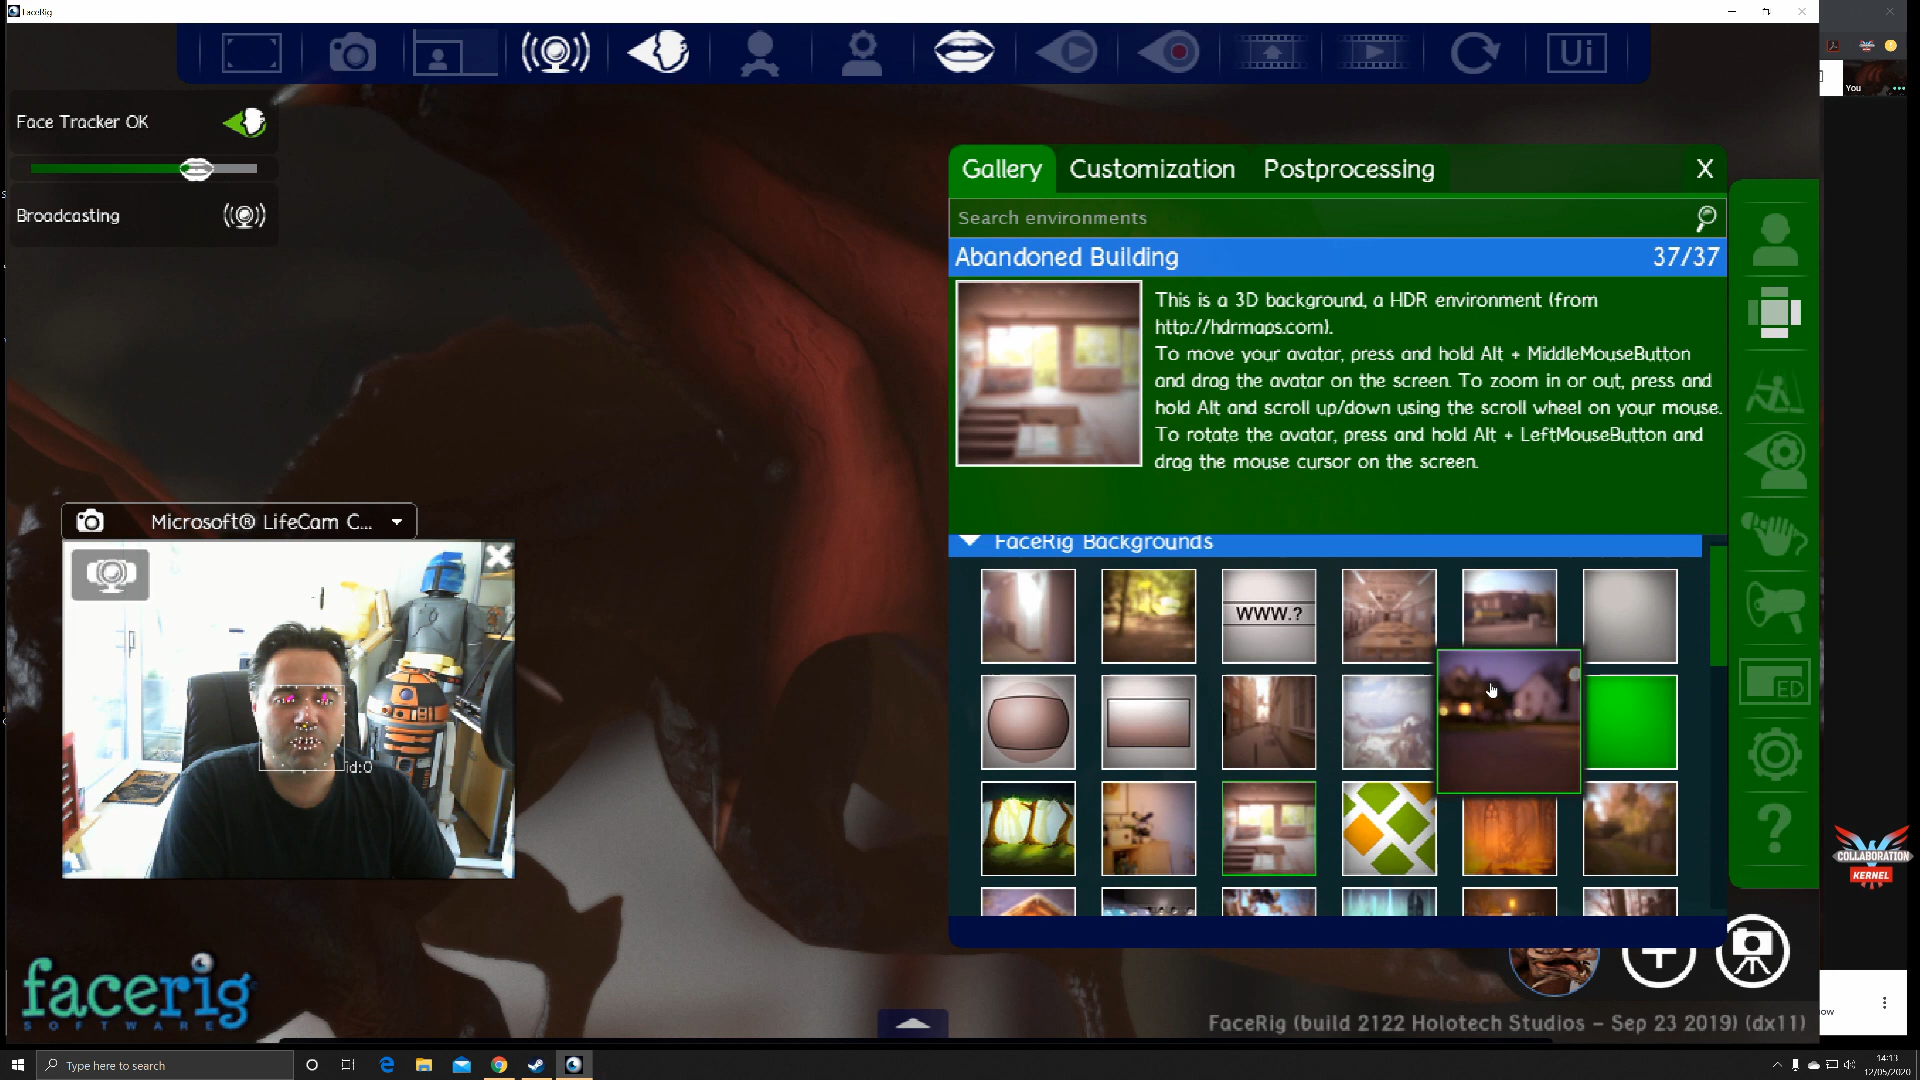 FaceRig
Ui
Face Tracker OK
Broadcasting
You
Gallery
Customization
Postprocessing
X
Search environments
Abandoned Building
37/37
This is a 3D background, a HDR environment (from
http://hdrmaps.com).
To move your avatar, press and hold Alt + MiddleMouseButton
and drag the avatar on the screen. To zoom in or out, press and
hold Alt and scroll up/down using the scroll wheel on your mouse.
To rotate the avatar, press and hold Alt + LeftMouseButton and
drag the mouse cursor on the screen.
Microsoft® LifeCam C...
FaceRig Backgrounds
WWW.?
ED
id:0
?
COLLABORATION
KERNEL
facerig
SOFTWARE
ow
FaceRig (build 2122 Holotech Studios - Sep 23 2019) (dx11)
Type here to search
14:13
12/05/2020